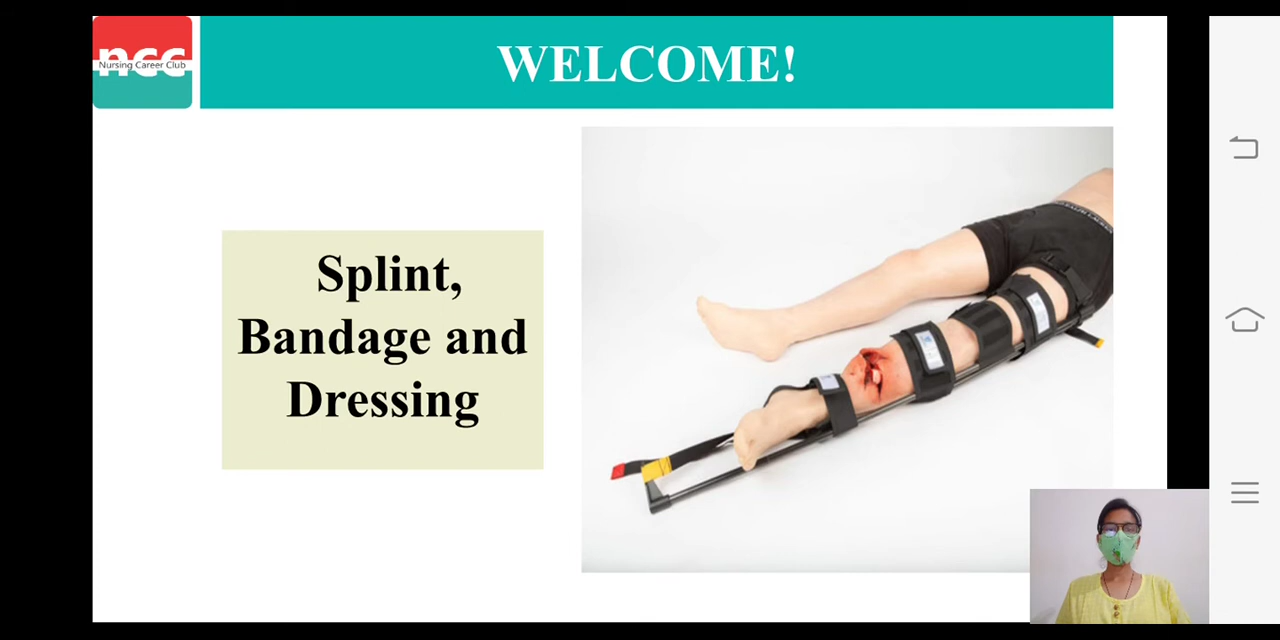 ncc
Nursing Career Club
WELCOME!
Splint,
Bandage and
Dressing